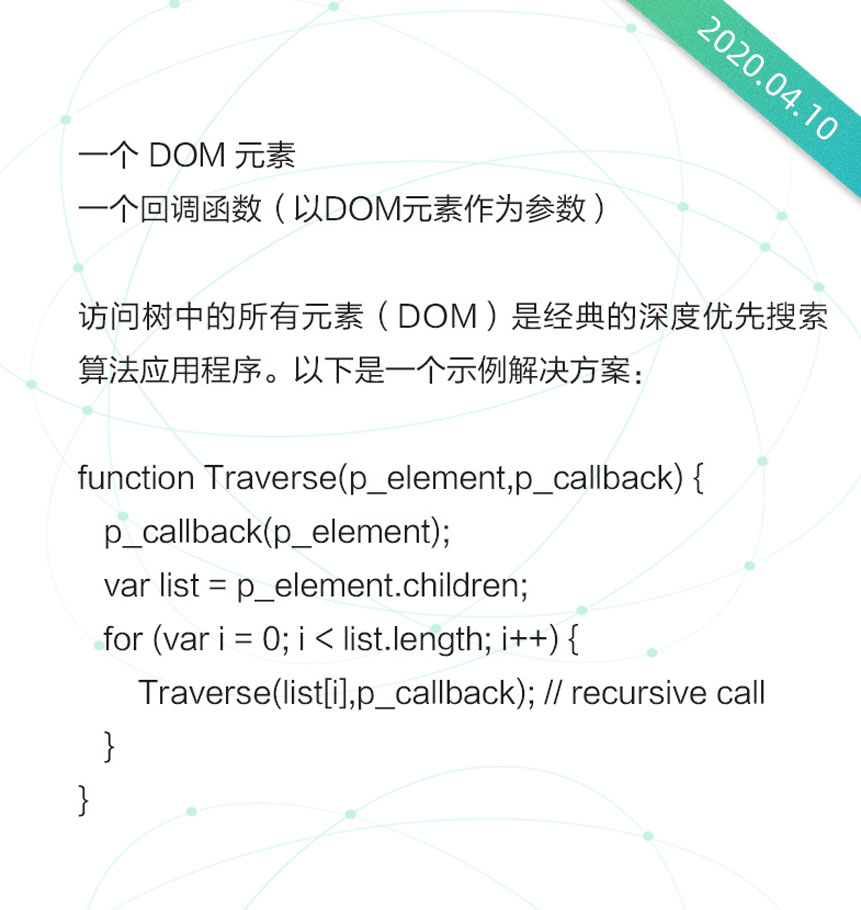 2020.04.10
一个 DOM 元素
一个回调函数（以DOM元素作为参数）
访问树中的所有元素（DOM）是经典的深度优先搜索
算法应用程序。以下是一个示例解决方案：
function Traverse(p_element,p_callback) {
p_callback(p_element);
var list = p_element.children;
for (var i = 0; i < list.length; i++) {
Traverse(list[i],p_callback); // recursive call
}
}